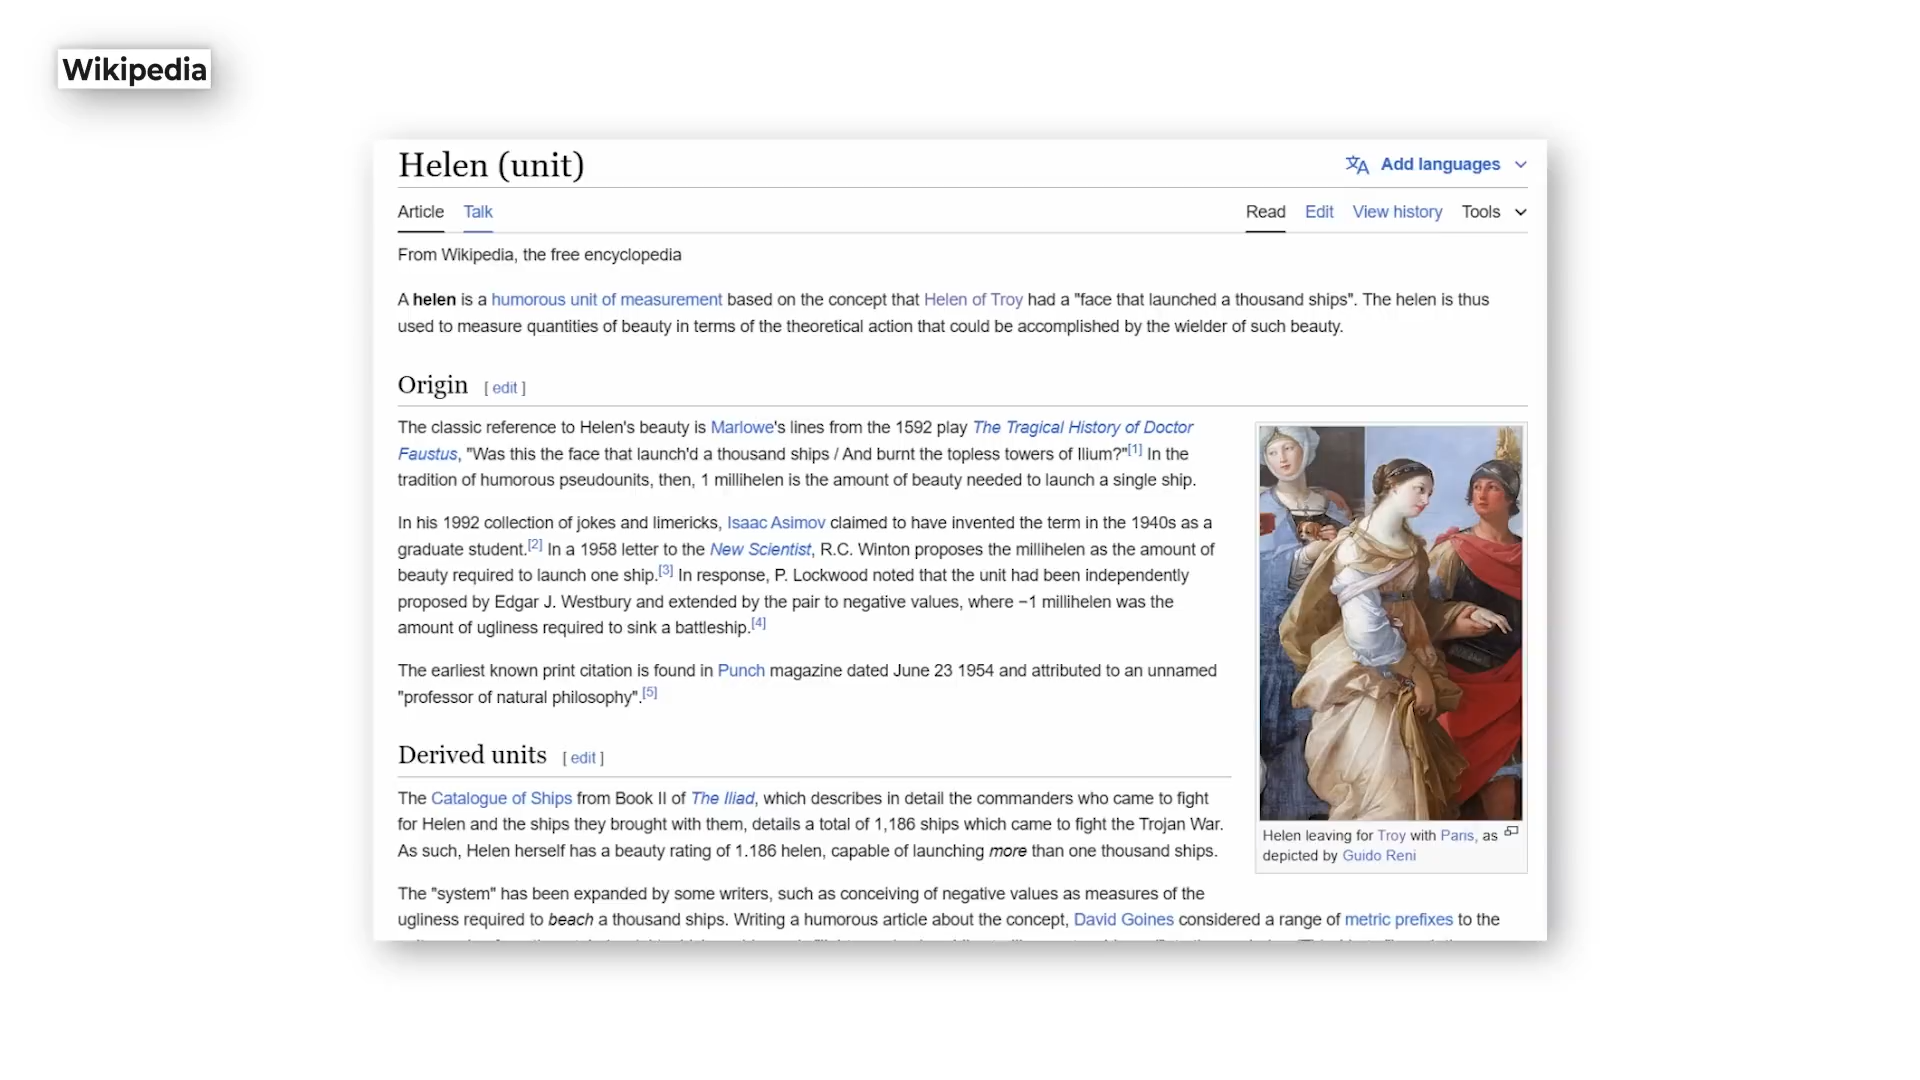 Wikipedia
Helen (unit)
Add languages
Article Talk
Read Edit View history Tools
From Wikipedia, the free encyclopedia
A helen is a humorous unit of measurement based on the concept that Helen of Troy had a "face that launched a thousand ships". The helen is thus
used to measure quantities of beauty in terms of the theoretical action that could be accomplished by the wielder of such beauty.
Origin [ edit ]
The classic reference to Helen's beauty is Marlowe's lines from the 1592 play The Tragical History of Doctor
Faustus, "Was this the face that launch'd a thousand ships / And burnt the topless towers of Ilium?"[1] In the
tradition of humorous pseudounits, then, 1 millihelen is the amount of beauty needed to launch a single ship.
In his 1992 collection of jokes and limericks, Isaac Asimov claimed to have invented the term in the 1940s as a
graduate student.[2] In a 1958 letter to the New Scientist, R.C. Winton proposes the millihelen as the amount of
beauty required to launch one ship.[3] In response, P. Lockwood noted that the unit had been independently
proposed by Edgar J. Westbury and extended by the pair to negative values, where −1 millihelen was the
amount of ugliness required to sink a battleship.[4]
The earliest known print citation is found in Punch magazine dated June 23 1954 and attributed to an unnamed
"professor of natural philosophy".[5]
Helen leaving for Troy with Paris, as
depicted by Guido Reni
Derived units [ edit ]
The Catalogue of Ships from Book II of The Iliad, which describes in detail the commanders who came to fight
for Helen and the ships they brought with them, details a total of 1,186 ships which came to fight the Trojan War.
As such, Helen herself has a beauty rating of 1.186 helen, capable of launching more than one thousand ships.
The "system" has been expanded by some writers, such as conceiving of negative values as measures of the
ugliness required to beach a thousand ships. Writing a humorous article about the concept, David Goines considered a range of metric prefixes to the